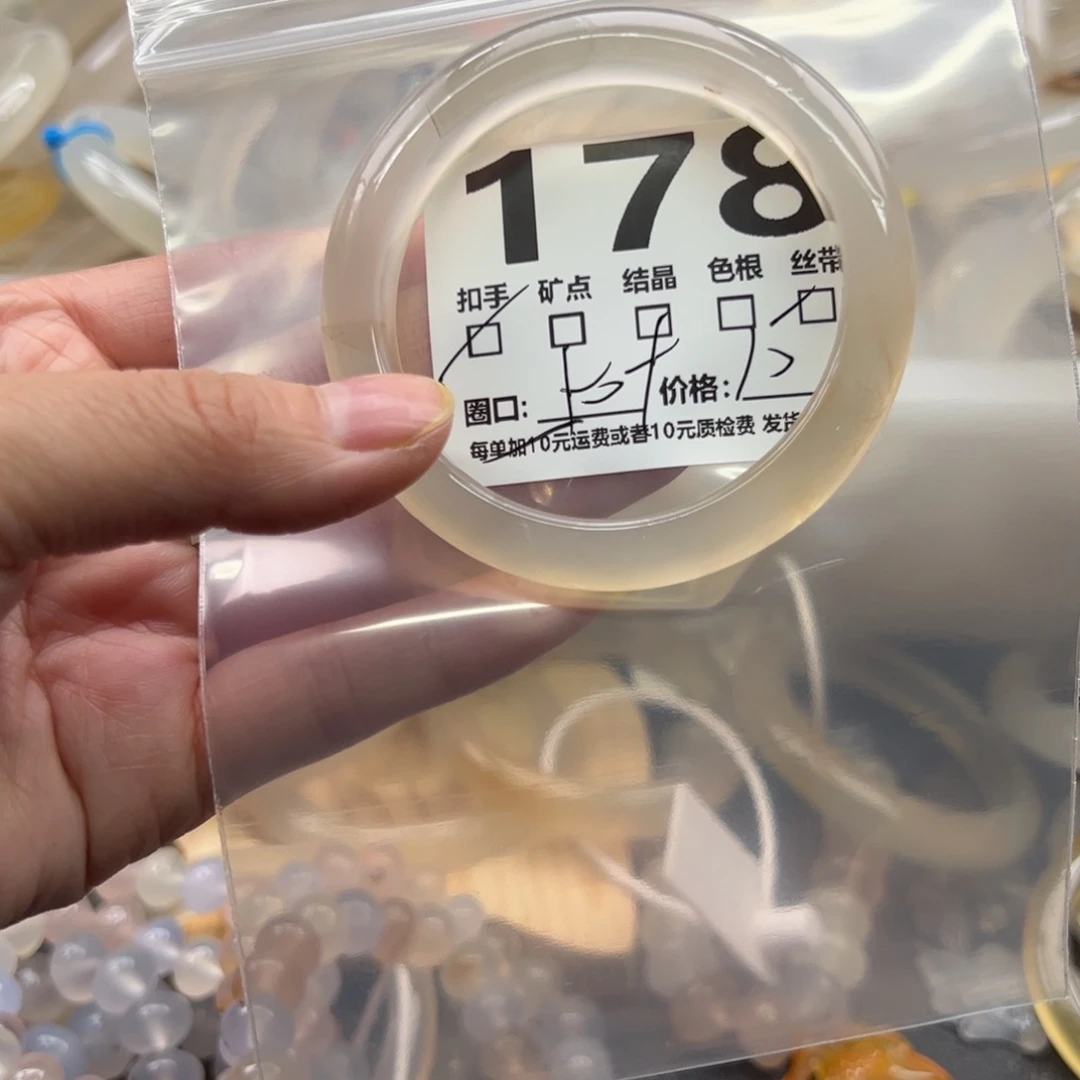 178
扣手 矿点 结晶 色根 丝带
圈口: 价格:
每单加10元运费或者10元质检费 发货